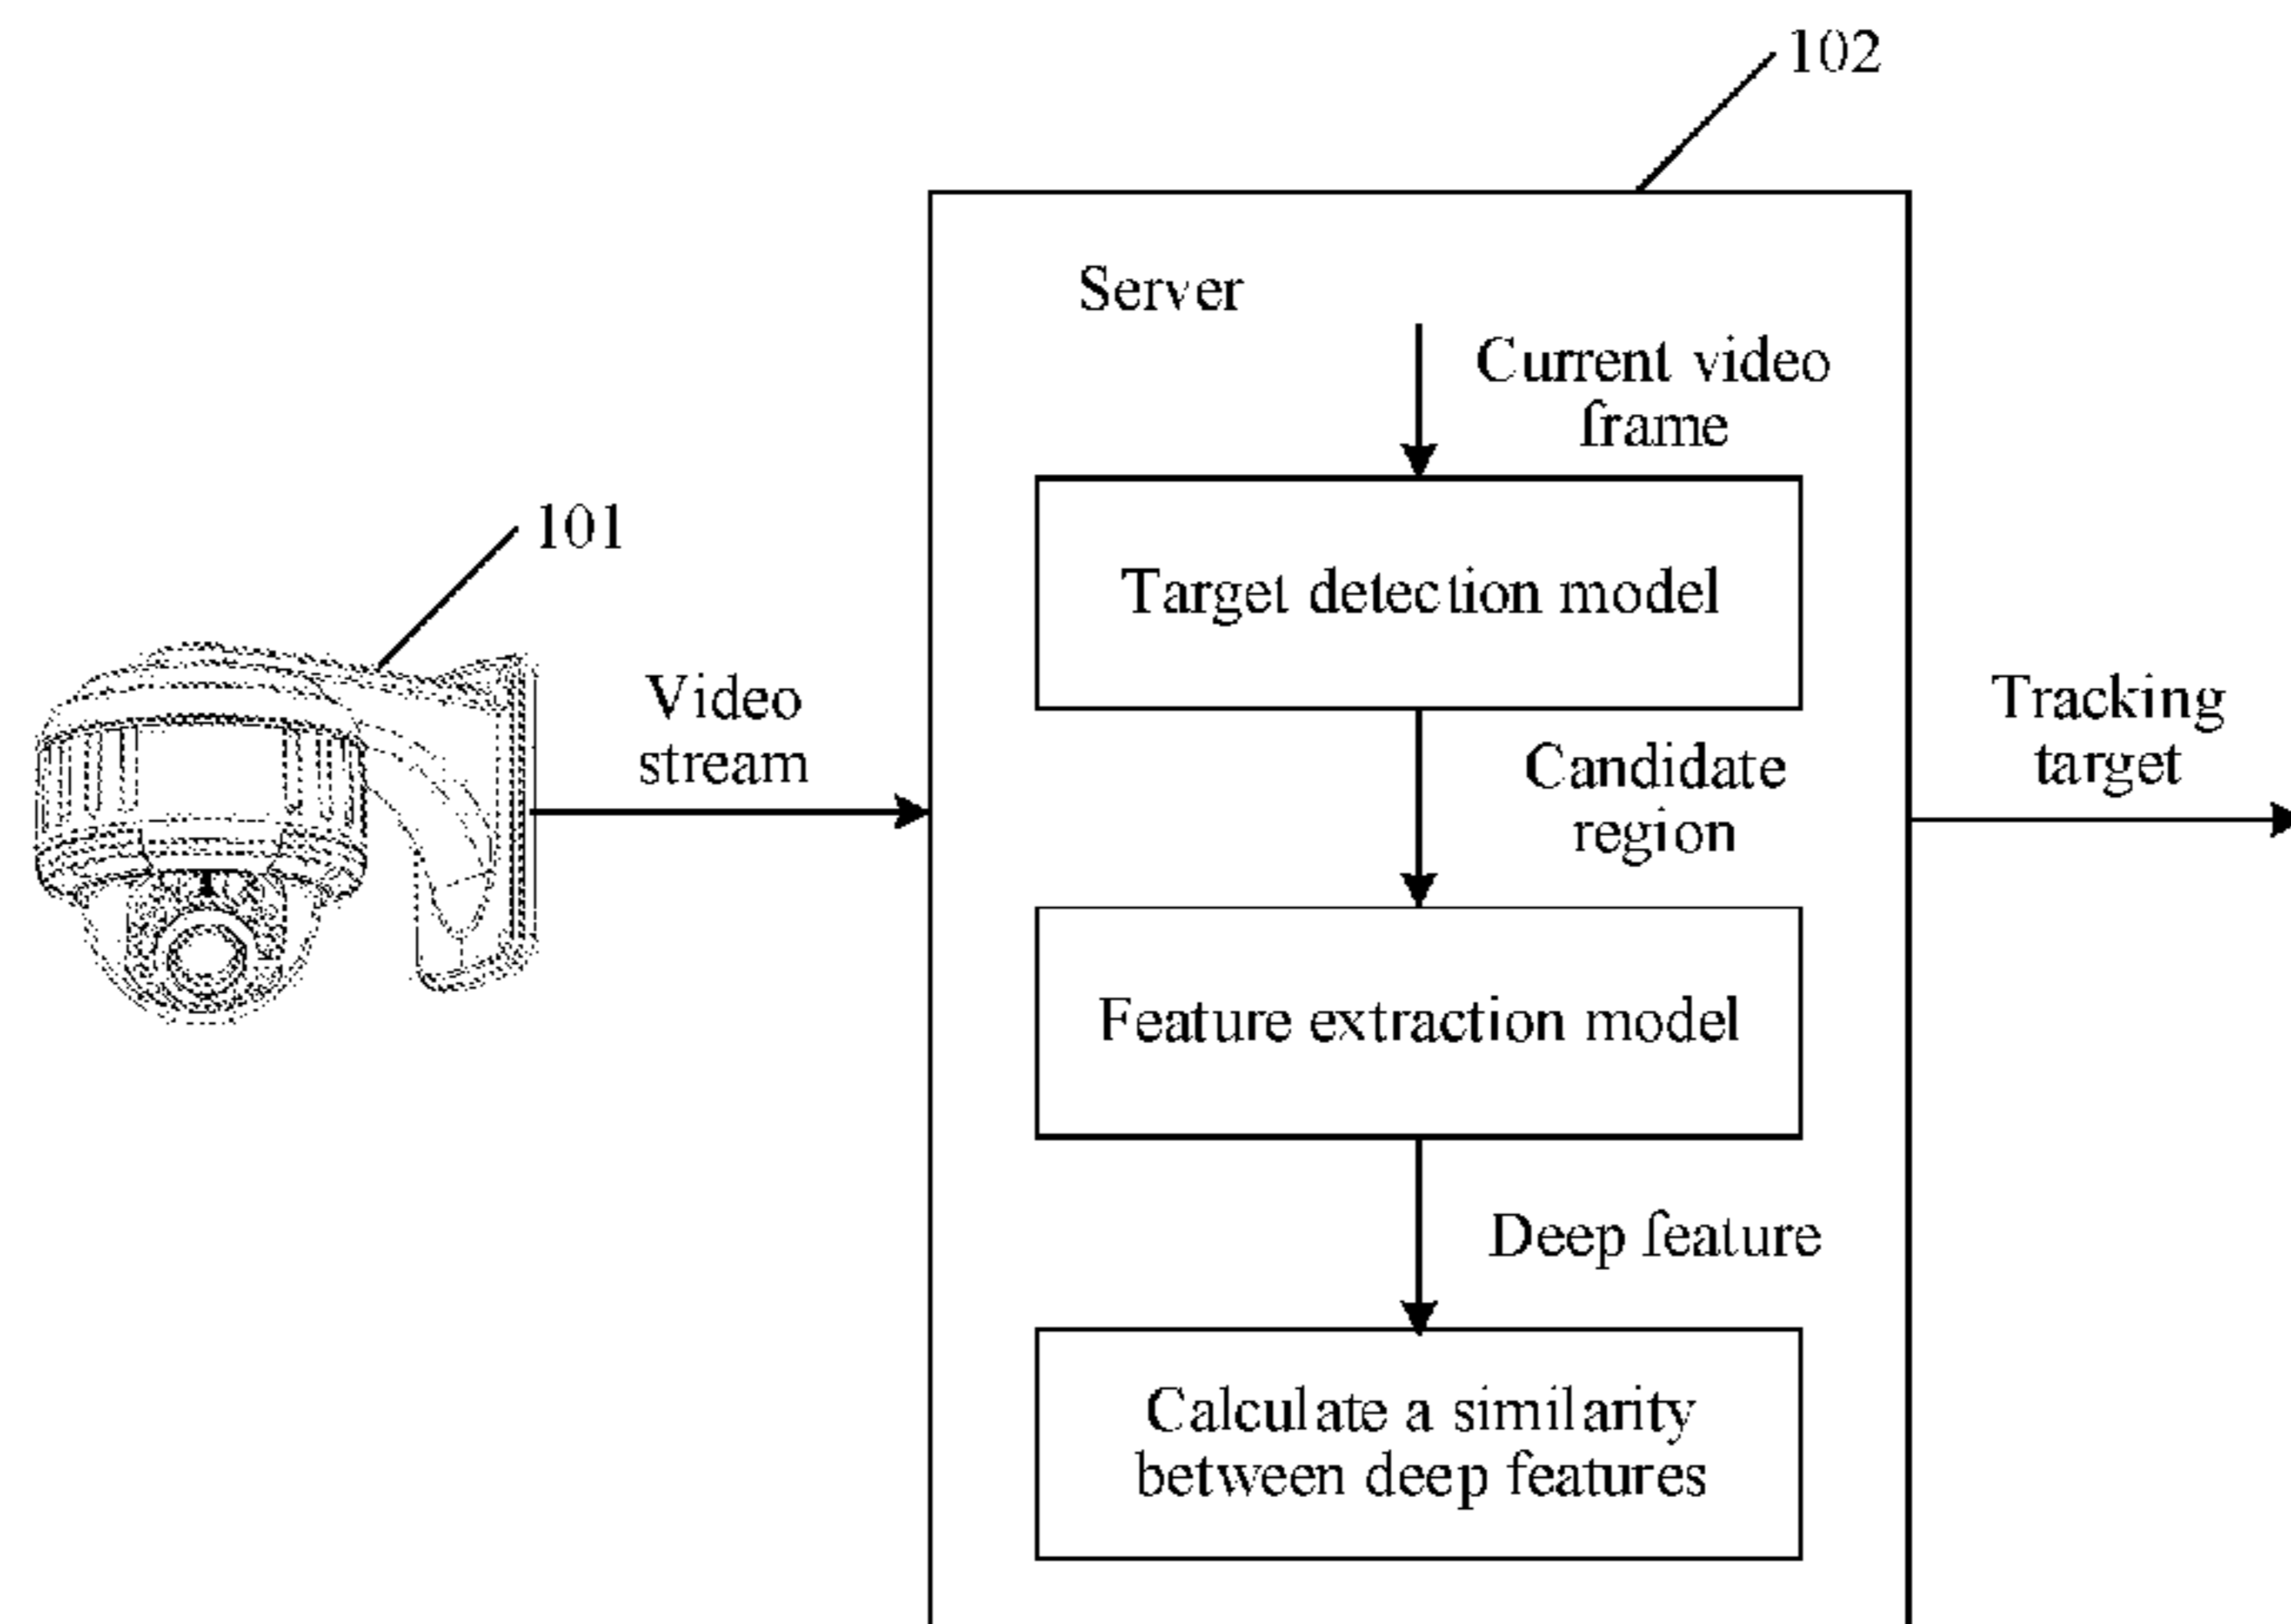 102
Server
Current video
frame
Target detection model
101
Video
stream
Candidate
region
Tracking
target
Feature extraction model
Deep feature
Calculate a similarity
between deep features